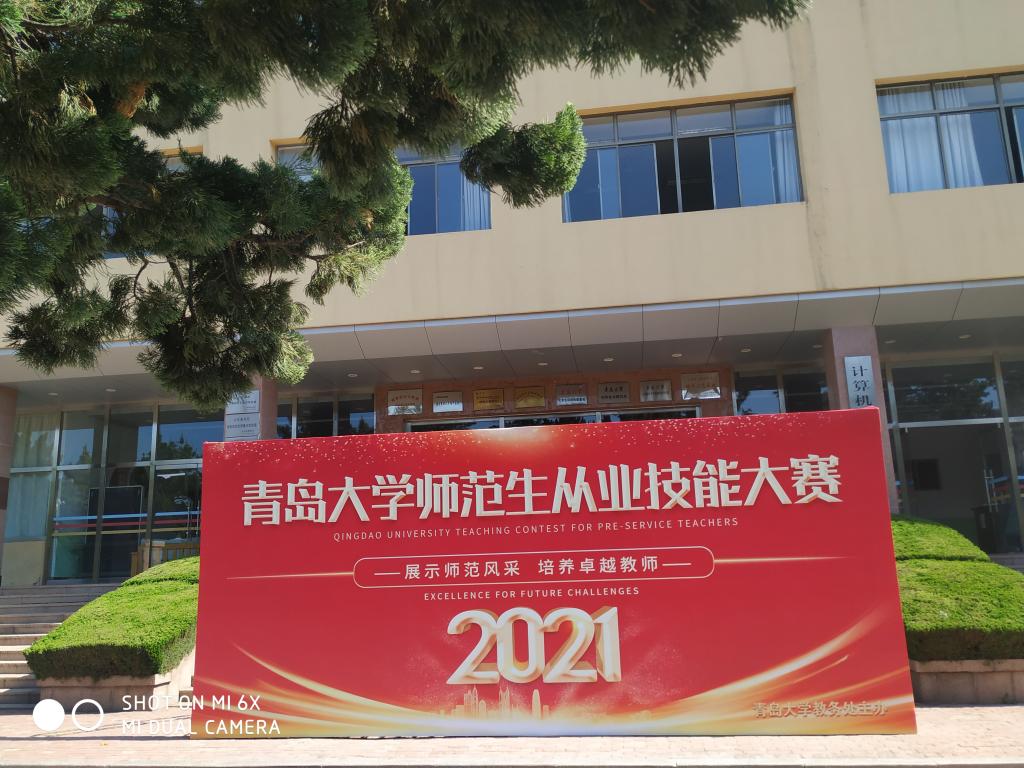 计算机
青岛大学师范生从业技能大赛
QINGDAO UNIVERSITY TEACHING CONTEST FOR PRE-SERVICE TEACHERS
展示师范风采 培养卓越教师
EXCELLENCE FOR FUTURE CHALLENGES
2021
青岛大学教务处主办
SHOT ON MI 6X
MI DUAL CAMERA